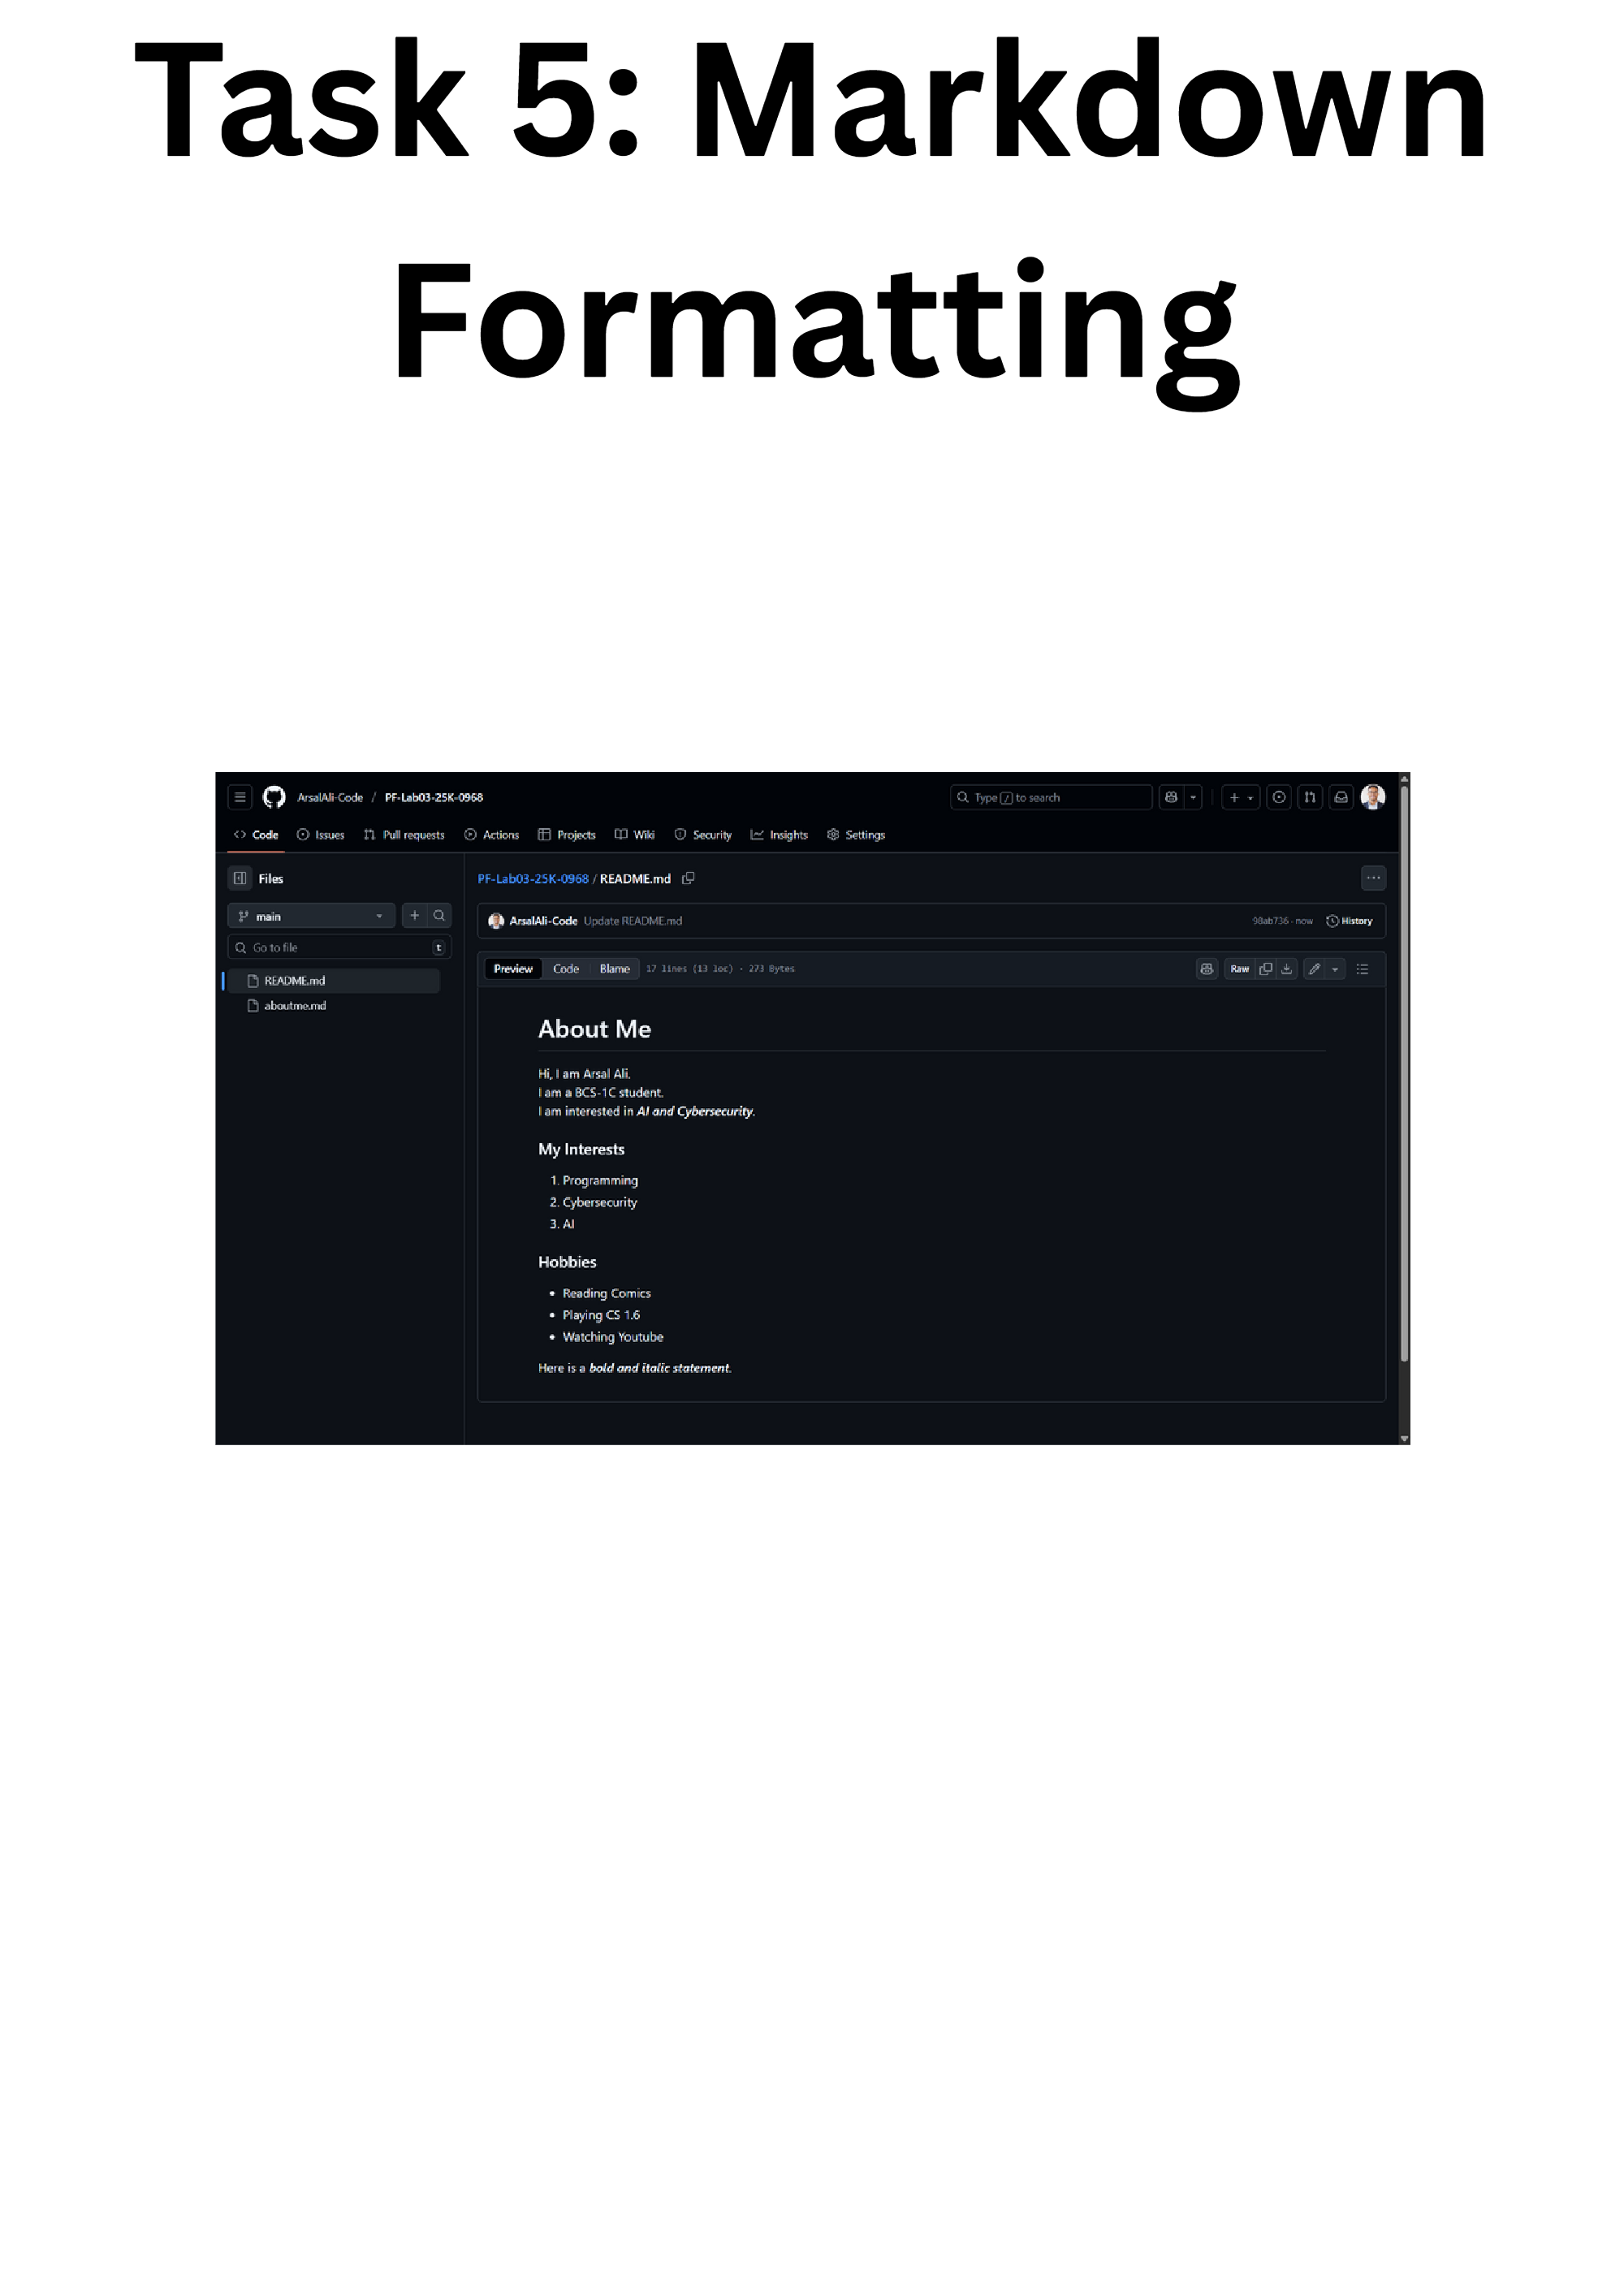 Task 5: Markdown
Formatting
ArsalAli-Code / PF-Lab03-25K-0968
Type / to search
Code Issues Pull requests Actions Projects Wiki Security Insights Settings
Files
main
Go to file t
README.md
aboutme.md
PF-Lab03-25K-0968 / README.md
ArsalAli-Code Update README.md 98ab736 · now History
Preview Code Blame 17 lines (13 loc) · 273 Bytes Raw
About Me
Hi, I am Arsal Ali.
I am a BCS-1C student.
I am interested in AI and Cybersecurity.
My Interests
1. Programming
2. Cybersecurity
3. AI
Hobbies
• Reading Comics
• Playing CS 1.6
• Watching Youtube
Here is a bold and italic statement.